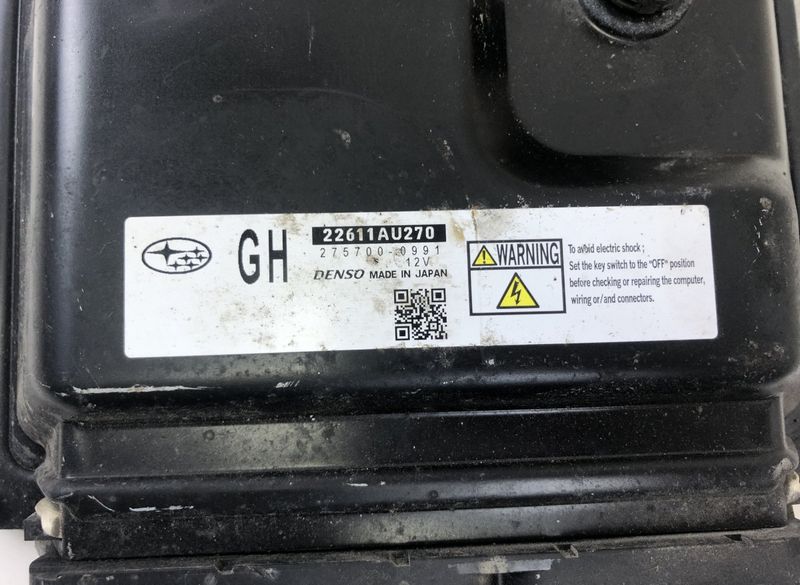 GH
22611AU270
275700-0991
s 12V
DENSO MADE IN JAPAN
WARNING
To avoid electric shock ;
Set the key switch to the "OFF" position
before checking or repairing the computer,
wiring or/and connectors.